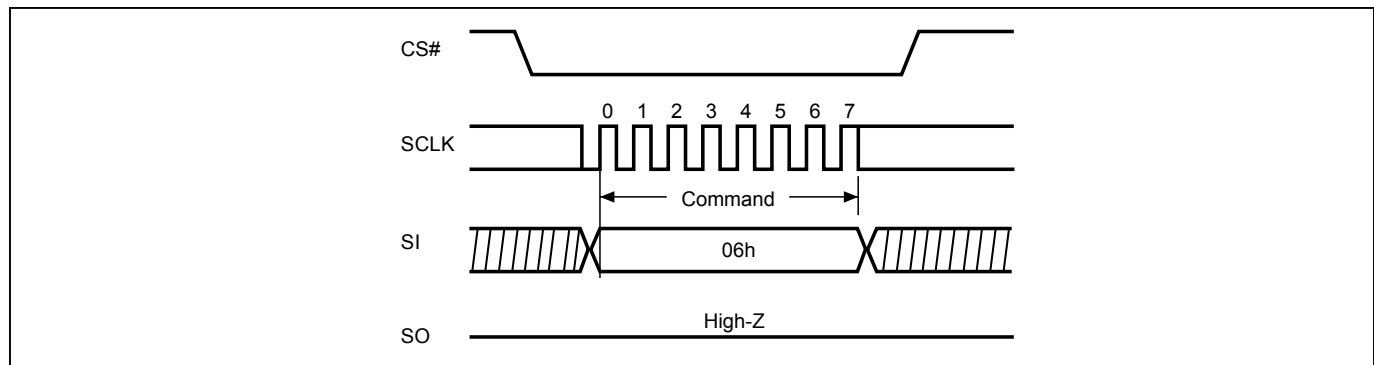 CS#
0 1 2 3 4 5 6 7
SCLK
Command
SI
06h
High-Z
SO